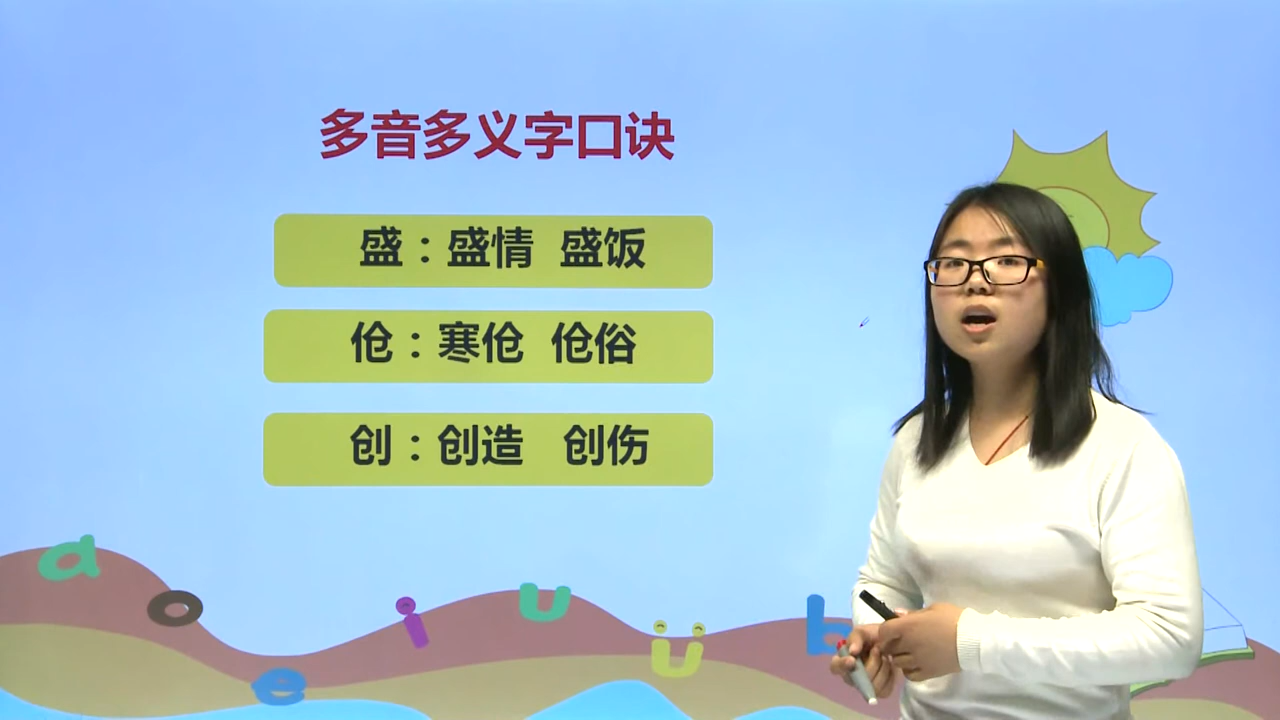 多音多义字口诀
盛：盛情 盛饭
伧：寒伧 伧俗
创：创造 创伤
a
o
e
i
u
ü
b